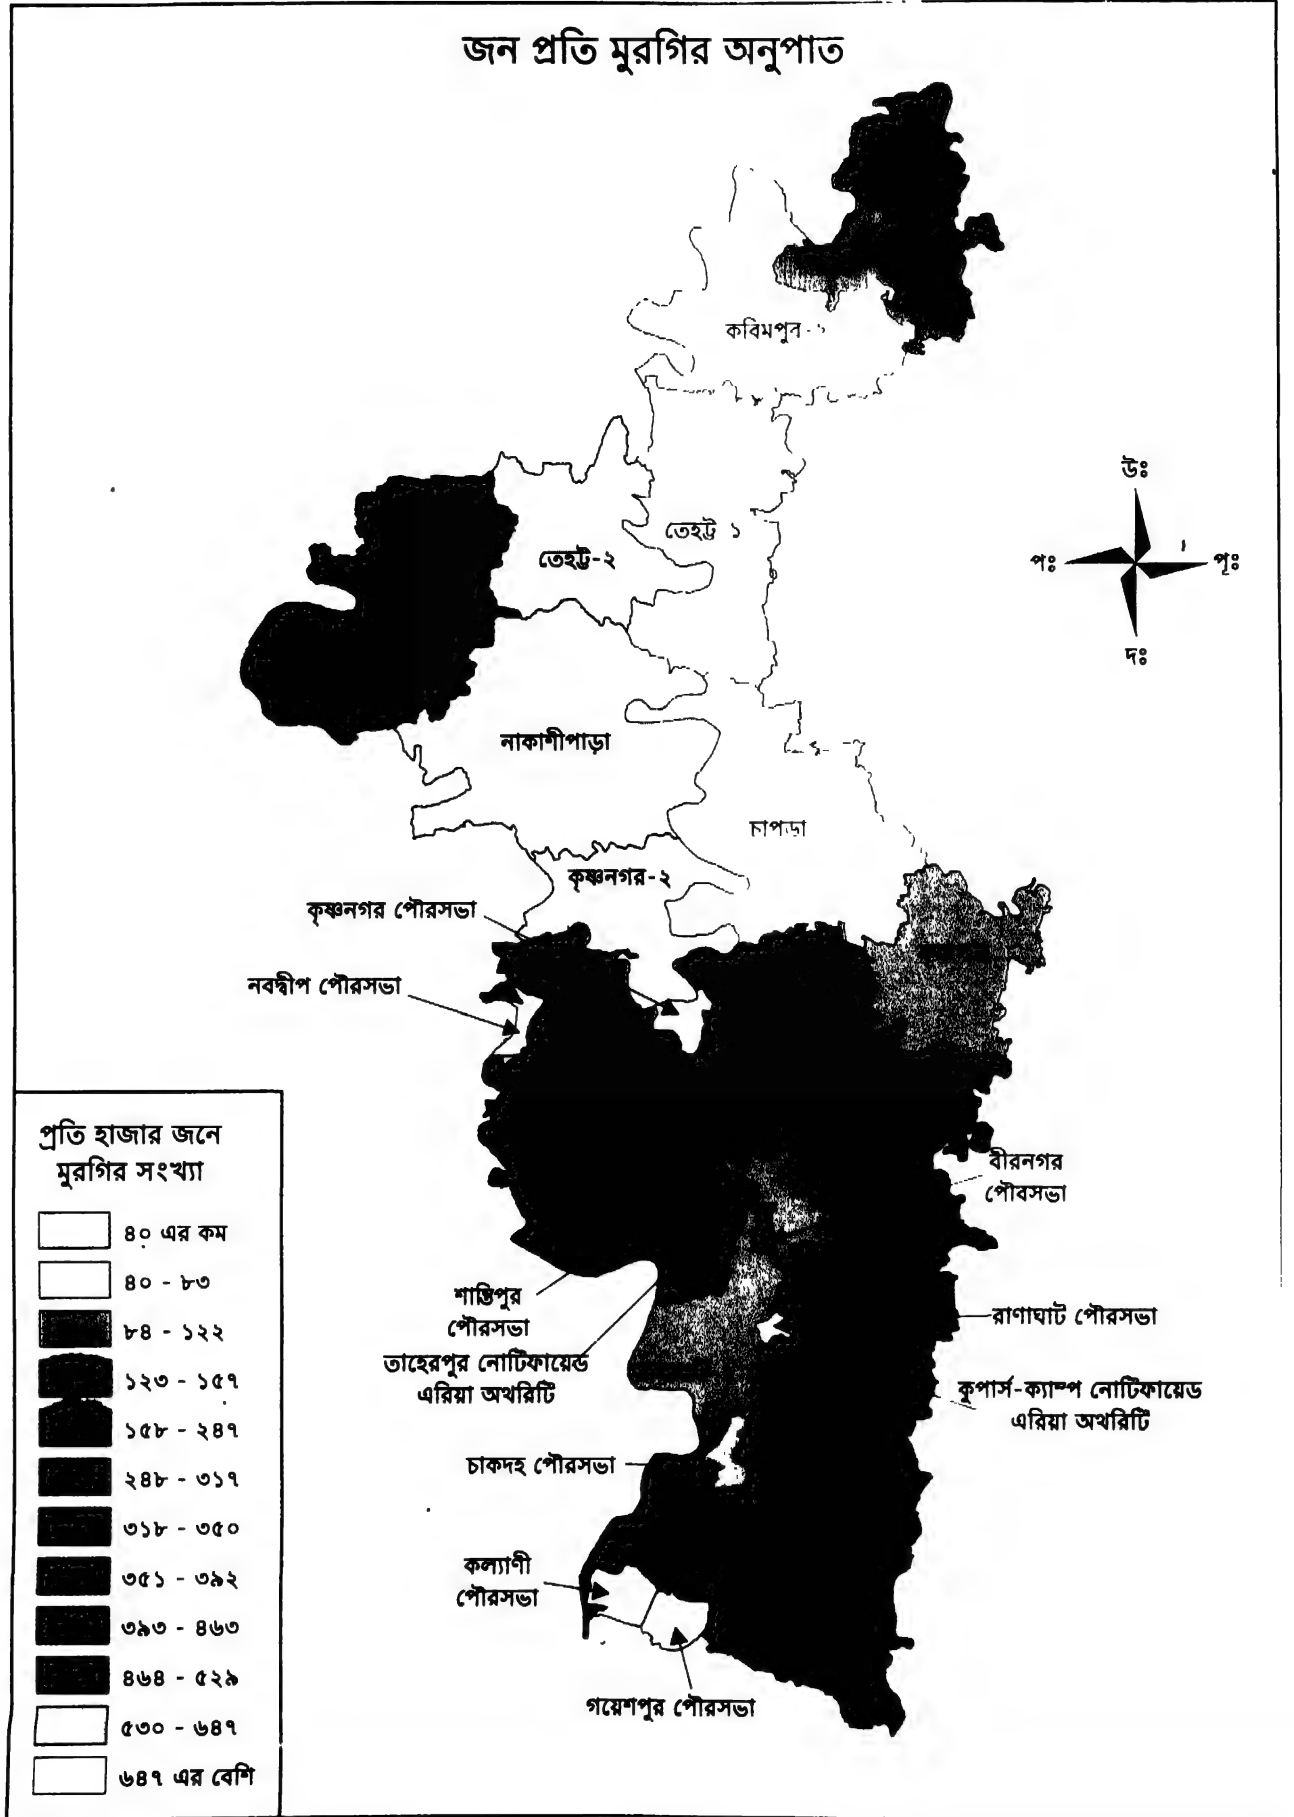 জন প্রতি মুরগির অনুপাত
কবিমপুব-১
উঃ
পঃ
পূঃ
দঃ
তেহট্ট ১
তেহট্ট-২
নাকাশীপাড়া
চাপড়া
কৃষ্ণনগর-২
কৃষ্ণনগর পৌরসভা
নবদ্বীপ পৌরসভা
প্রতি হাজার জনে
মুরগির সংখ্যা
৪০ এর কম
৪০ - ৮৩
৮৪ - ১২২
১২৩ - ১৫৭
১৫৮ - ২৪৭
২৪৮ - ৩১৭
৩১৮ - ৩৫০
৩৫১ - ৩৯২
৩৯৩ - ৪৬৩
৪৬৪ - ৫২৯
৫৩০ - ৬৪৭
৬৪৭ এর বেশি
বীরনগর
পৌবসভা
শান্তিপুর
পৌরসভা
রাণাঘাট পৌরসভা
তাহেরপুর নোটিফায়েড
এরিয়া অথরিটি
কুপার্স-ক্যাম্প নোটিফায়েড
এরিয়া অথরিটি
চাকদহ পৌরসভা
কল্যাণী
পৌরসভা
গয়েশপুর পৌরসভা